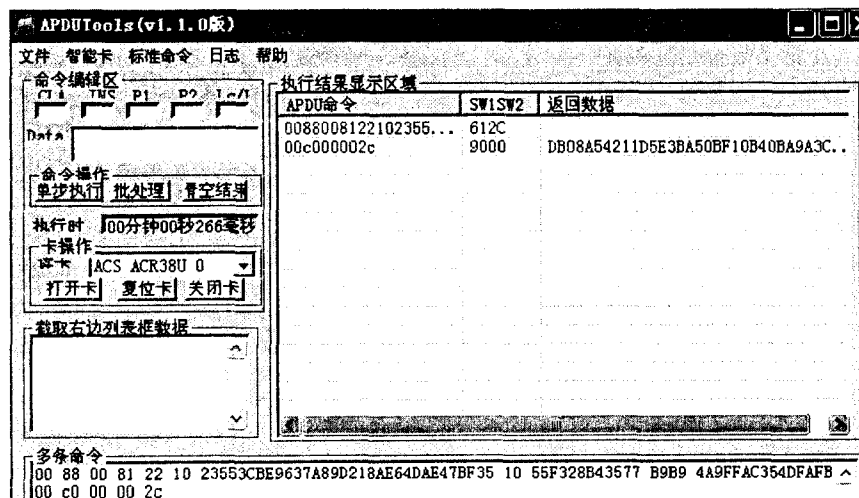 APDUTools(v1.1.0版)
文件 智能卡 标准命令 日志 帮助
命令编辑区
CLA INS P1 P2 Lc/L
Data
命令操作
单步执行 批处理 清空结果
执行时 00分钟00秒266毫秒
卡操作
读卡 ACS ACR38U 0
打开卡 复位卡 关闭卡
截取右边列表框数据
执行结果显示区域
APDU命令 SW1SW2 返回数据
0088008122102355... 612C
00c000002c 9000 DB08A54211D5E3BA50BF10B40BA9A3C..
多条命令
00 88 00 81 22 10 23553CBE9637A89D218AE64DAE47BF35 10 55F328B43577 B9B9 4A9FFAC354DFAFB
00 c0 00 00 2c